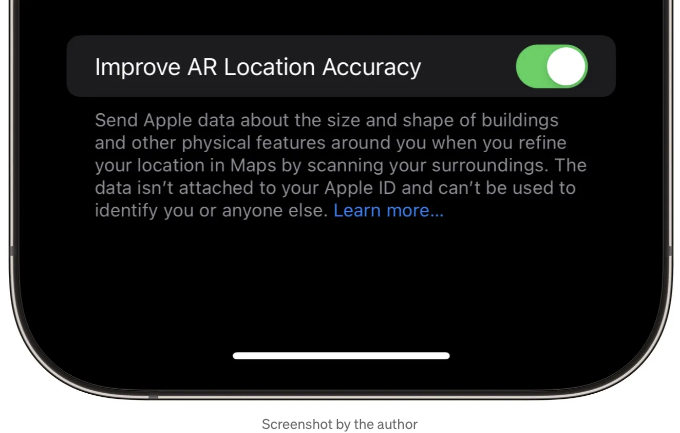 Improve AR Location Accuracy
Send Apple data about the size and shape of buildings
and other physical features around you when you refine
your location in Maps by scanning your surroundings. The
data isn’t attached to your Apple ID and can’t be used to
identify you or anyone else. Learn more...
Screenshot by the author